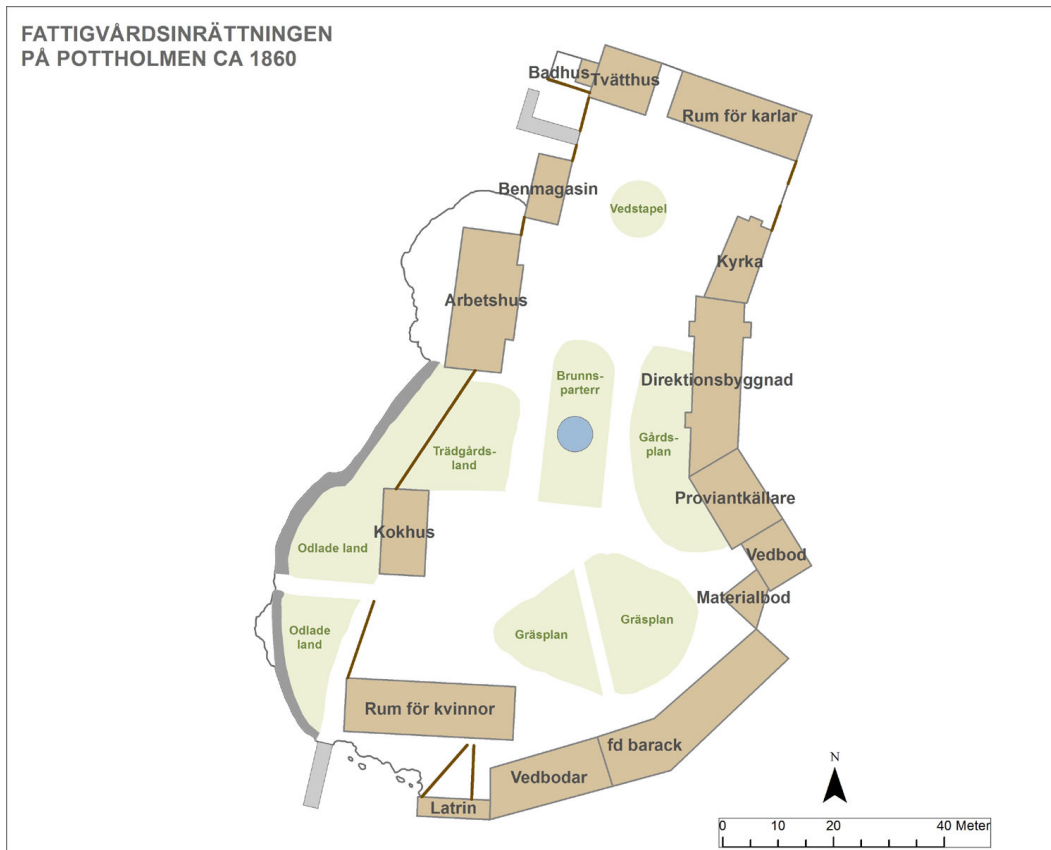 FATTIGVÅRDSINRÄTTNINGEN
PÅ POTTHOLMEN CA 1860
Badhus
Tvätthus
Rum för karlar
Benmagasin
Vedstapel
Kyrka
Arbetshus
Brunns-
parterr
Direktionsbyggnad
Trädgårds-
land
Gårds-
plan
Proviantkällare
Kokhus
Odlade land
Vedbod
Materialbod
Odlade
land
Gräsplan
Gräsplan
Rum för kvinnor
fd barack
Vedbodar
Latrin
N
0 10 20 40 Meter